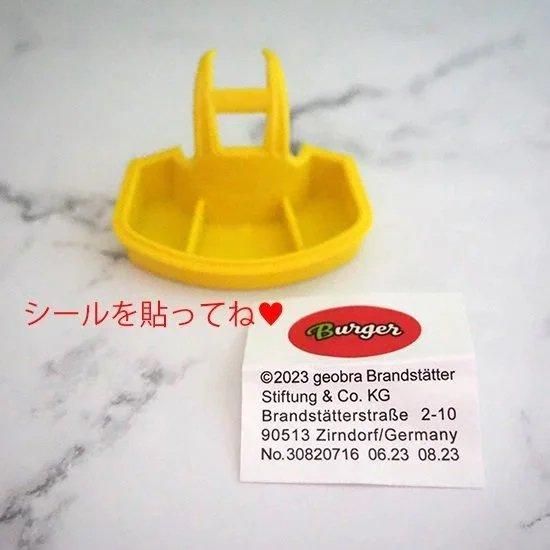 シールを貼ってね♥
Burger
©2023 geobra Brandstätter
Stiftung & Co. KG
Brandstätterstraße 2-10
90513 Zirndorf/Germany
No.30820716 06.23 08.23